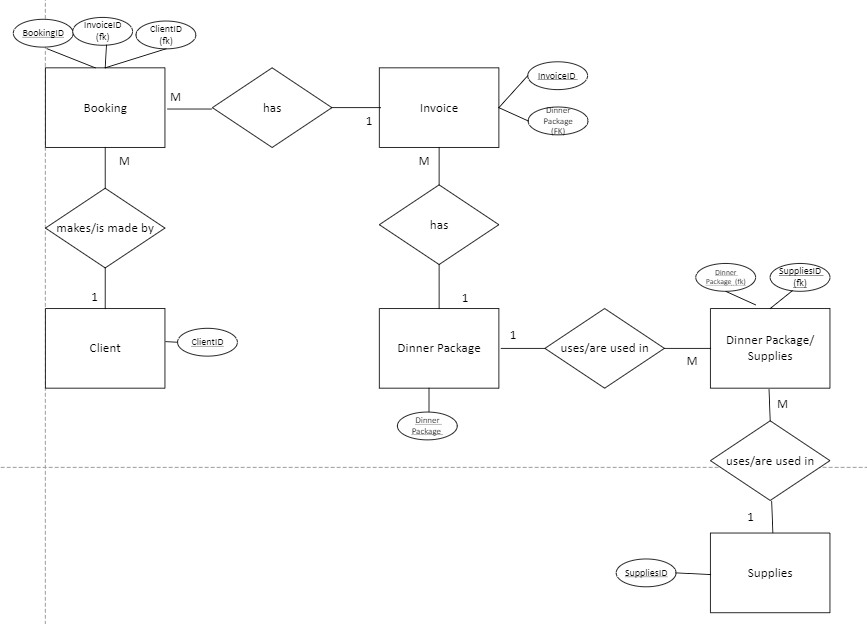 BookingID
InvoiceID
(fk)
ClientID
(fk)
Booking
M
has
1
Invoice
InvoiceID
Dinner
Package
(FK)
M
makes/is made by
1
Client
ClientID
M
has
1
Dinner Package
Dinner
Package
1
uses/are used in
M
Dinner
Package (fk)
SuppliesID
(fk)
Dinner Package/
Supplies
M
uses/are used in
1
Supplies
SuppliesID